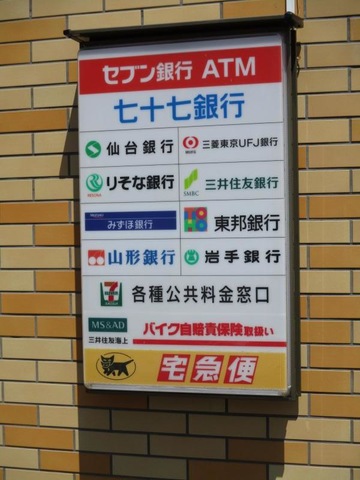 セブン銀行 ATM
七十七銀行
仙台銀行 三菱東京UFJ銀行
りそな銀行 三井住友銀行
SMBC
みずほ銀行 東邦銀行
山形銀行 岩手銀行
各種公共料金窓口
MS&AD
三井住友海上
バイク自賠責保険取扱い
宅急便